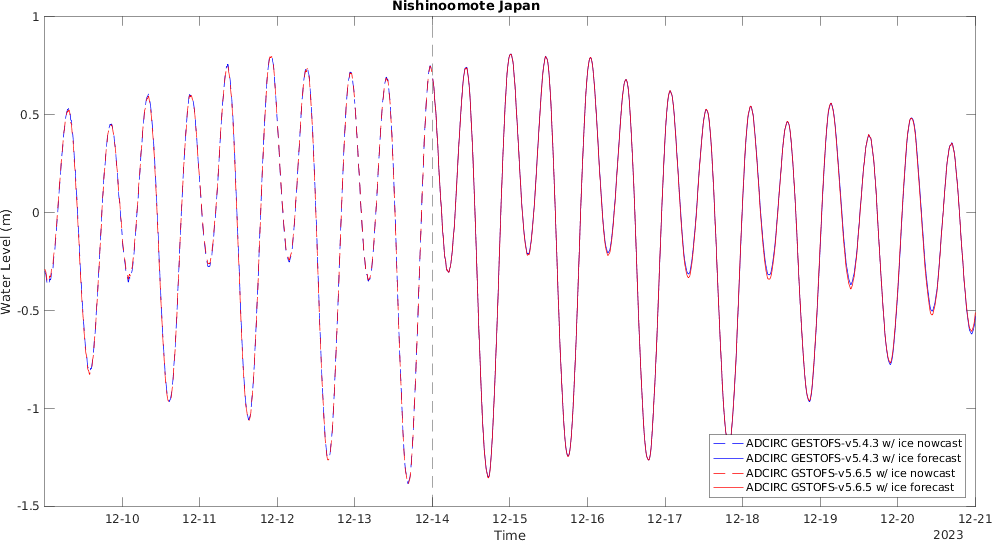 Nishinoomote Japan
1
0.5
0
-0.5
-1
-1.5
Water Level (m)
12-10 12-11 12-12 12-13 12-14 12-15 12-16 12-17 12-18 12-19 12-20 12-21
Time
2023
ADCIRC GESTOFS-v5.4.3 w/ ice nowcast
ADCIRC GESTOFS-v5.4.3 w/ ice forecast
ADCIRC GSTOFS-v5.6.5 w/ ice nowcast
ADCIRC GSTOFS-v5.6.5 w/ ice forecast